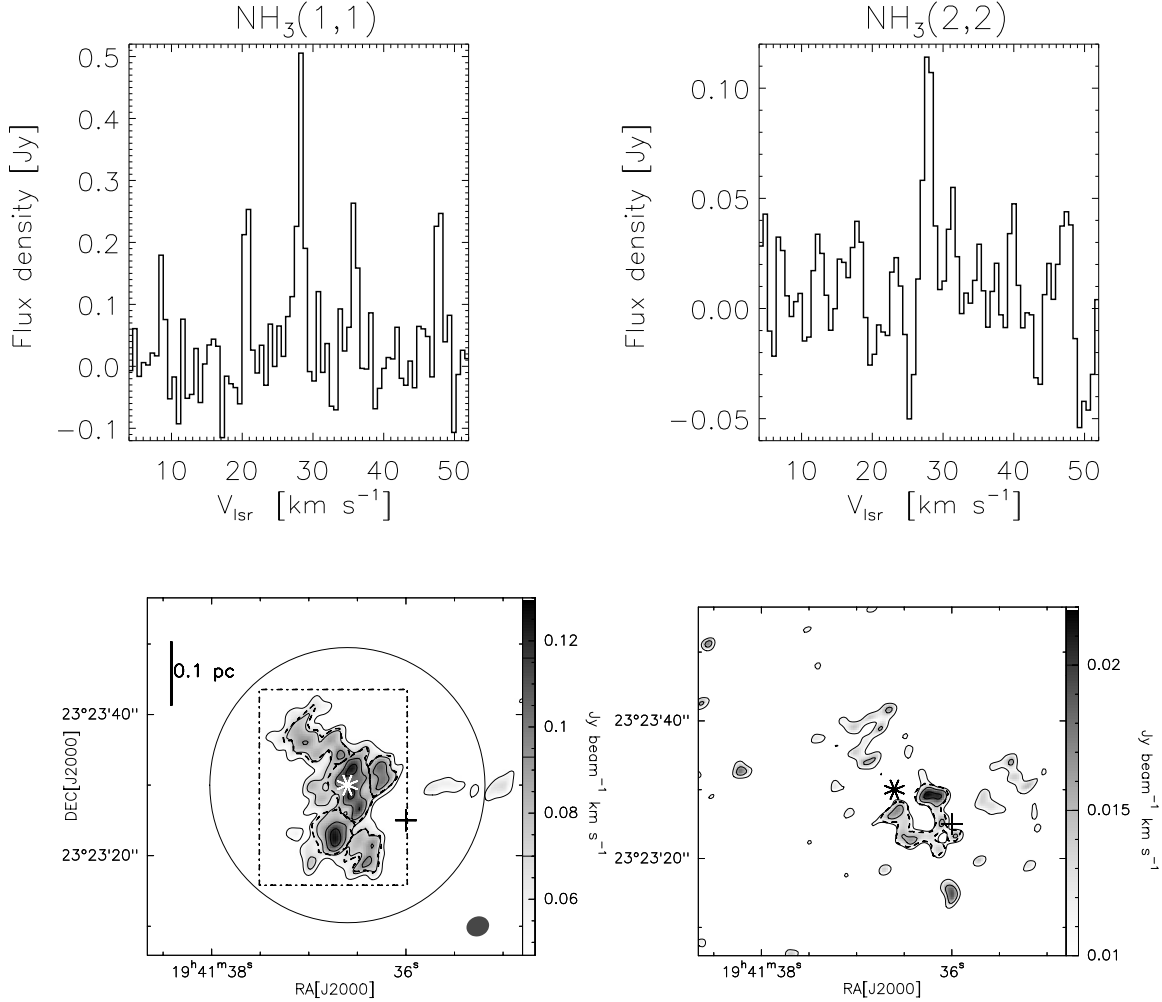 NH₃(1,1)
0.5
0.4
0.3
0.2
0.1
0.0
−0.1
Flux density [Jy]
10 20 30 40 50
V_lsr [km s⁻¹]
NH₃(2,2)
0.10
0.05
0.00
−0.05
Flux density [Jy]
10 20 30 40 50
V_lsr [km s⁻¹]
0.1 pc
23°23'40''
23°23'20''
DEC[J2000]
19ʰ41ᵐ38ˢ 36ˢ
RA[J2000]
0.12
0.1
0.08
0.06
Jy beam⁻¹ km s⁻¹
23°23'40''
23°23'20''
19ʰ41ᵐ38ˢ 36ˢ
RA[J2000]
0.02
0.015
0.01
Jy beam⁻¹ km s⁻¹